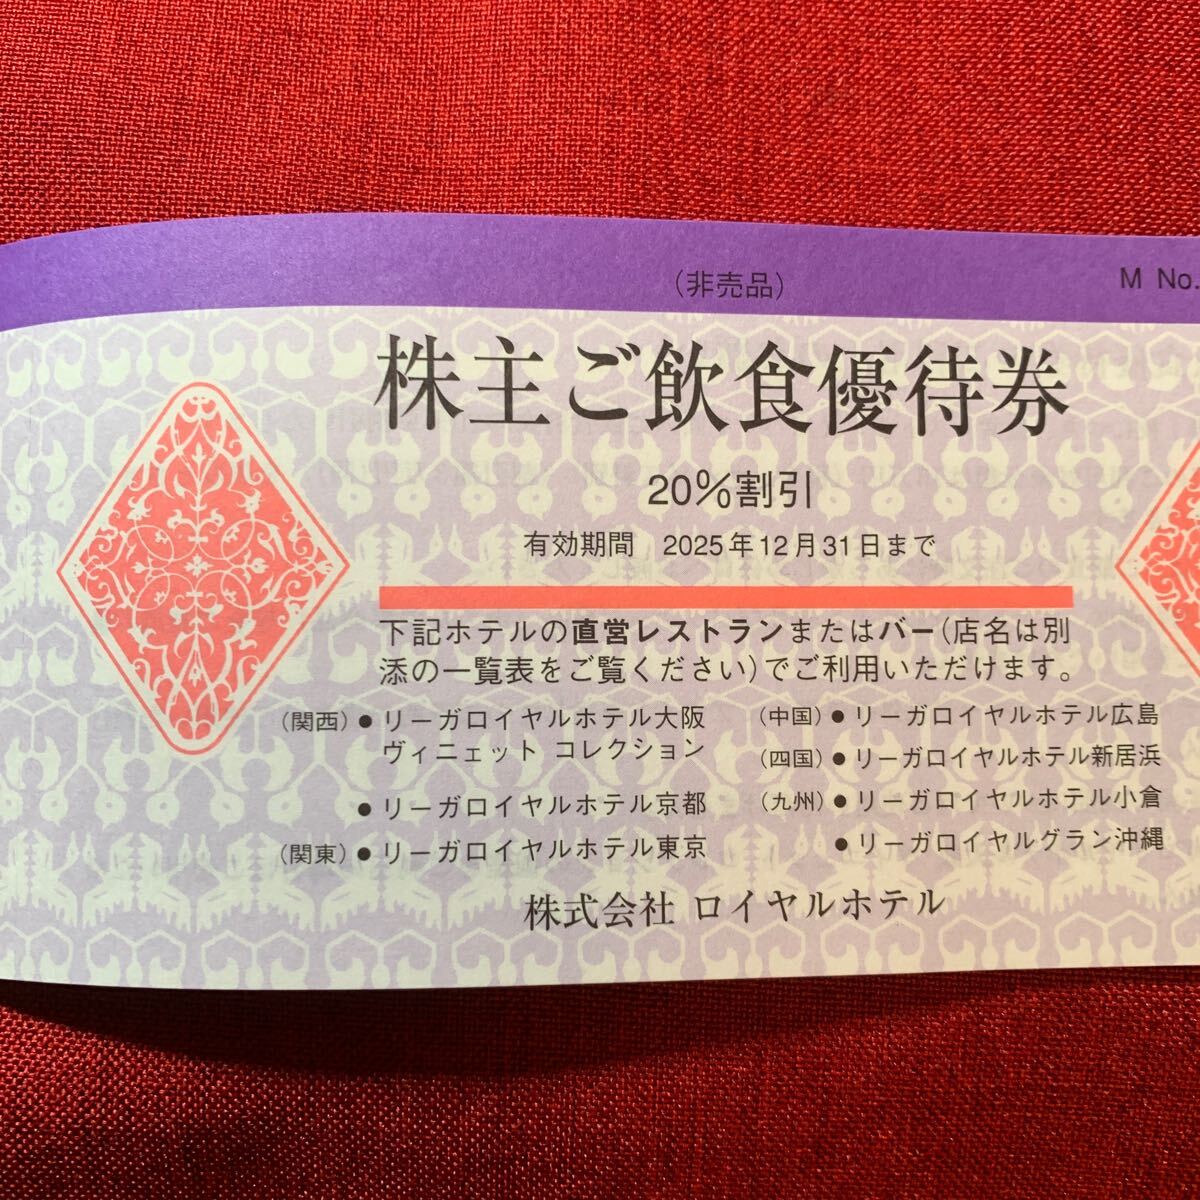 (非売品)
M No.
株主ご飲食優待券
20%割引
有効期間 2025年12月31日まで
下記ホテルの直営レストランまたはバー(店名は別
添の一覧表をご覧ください)でご利用いただけます。
(関西)●リーガロイヤルホテル大阪
ヴィニェット コレクション
●リーガロイヤルホテル京都
(関東)●リーガロイヤルホテル東京
(中国)●リーガロイヤルホテル広島
(四国)●リーガロイヤルホテル新居浜
(九州)●リーガロイヤルホテル小倉
●リーガロイヤルグラン沖縄
株式会社 ロイヤルホテル